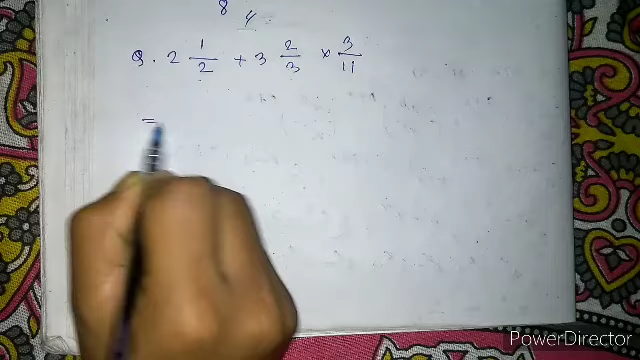 8 4
Q. 2 1/2 + 3 2/3 × 3/11
=
PowerDirector